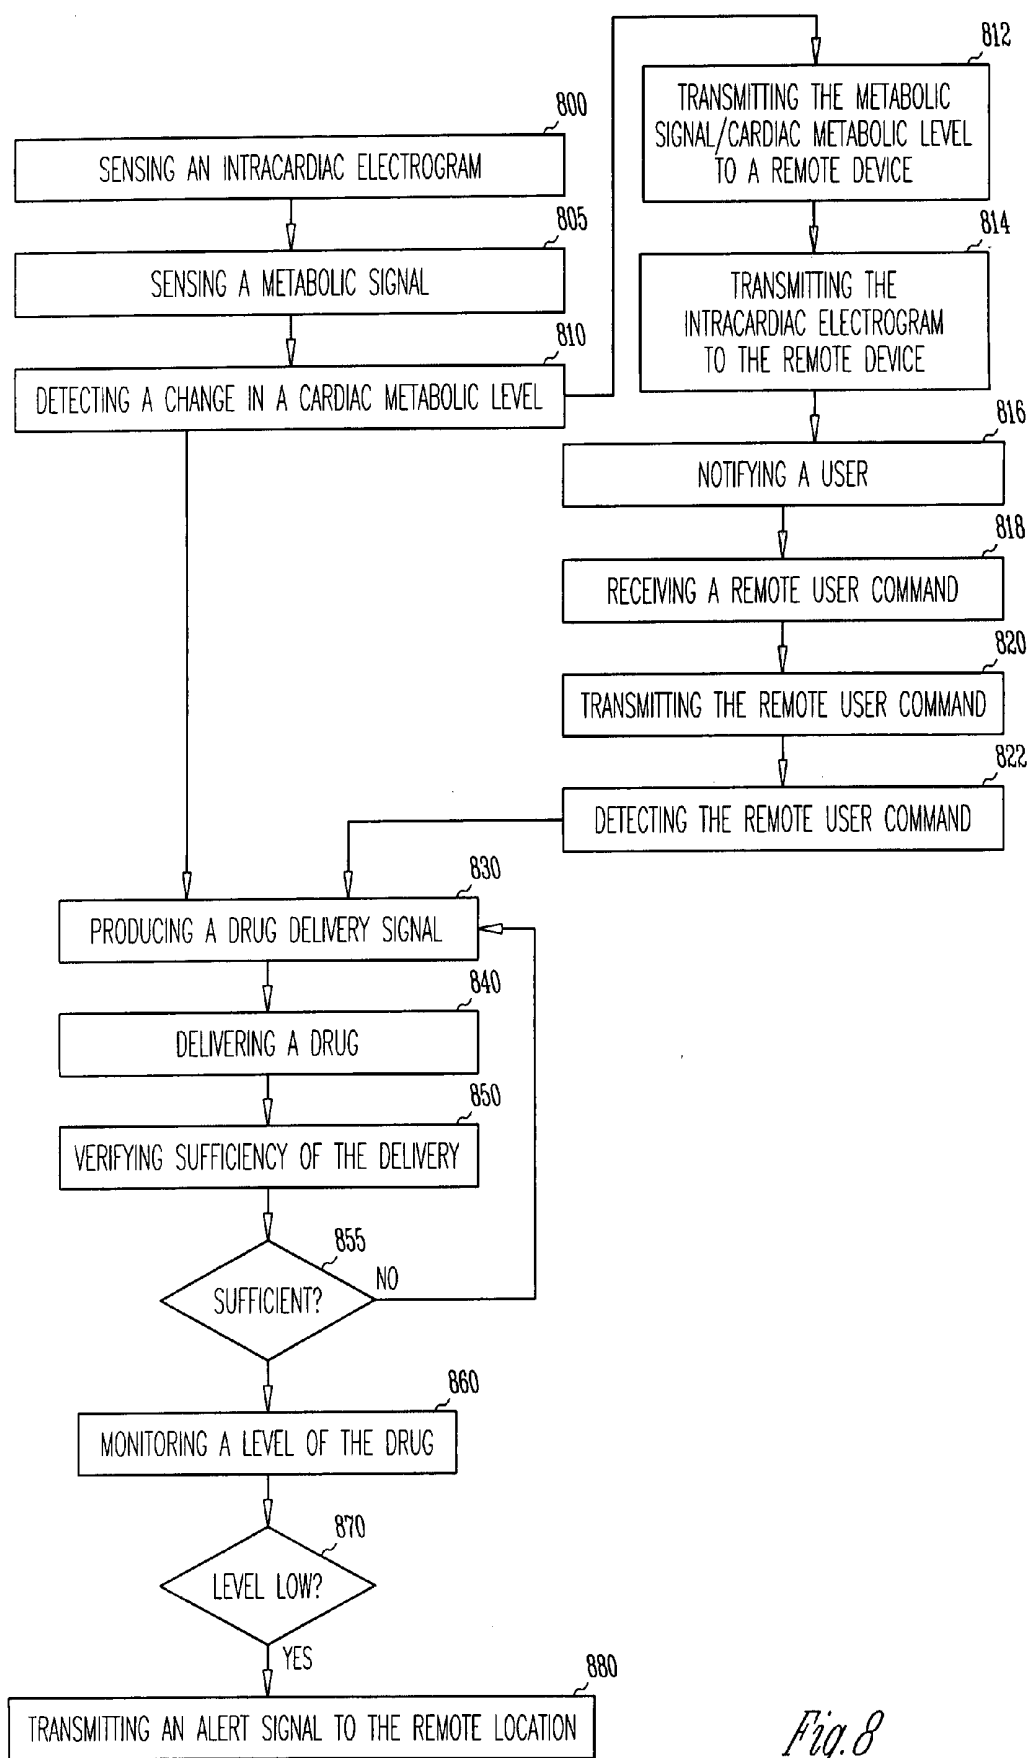 800
SENSING AN INTRACARDIAC ELECTROGRAM
805
SENSING A METABOLIC SIGNAL
810
DETECTING A CHANGE IN A CARDIAC METABOLIC LEVEL
812
TRANSMITTING THE METABOLIC
SIGNAL/CARDIAC METABOLIC LEVEL
TO A REMOTE DEVICE
814
TRANSMITTING THE
INTRACARDIAC ELECTROGRAM
TO THE REMOTE DEVICE
816
NOTIFYING A USER
818
RECEIVING A REMOTE USER COMMAND
820
TRANSMITTING THE REMOTE USER COMMAND
822
DETECTING THE REMOTE USER COMMAND
830
PRODUCING A DRUG DELIVERY SIGNAL
840
DELIVERING A DRUG
850
VERIFYING SUFFICIENCY OF THE DELIVERY
855
SUFFICIENT?
NO
860
MONITORING A LEVEL OF THE DRUG
870
LEVEL LOW?
YES
880
TRANSMITTING AN ALERT SIGNAL TO THE REMOTE LOCATION
Fig.8